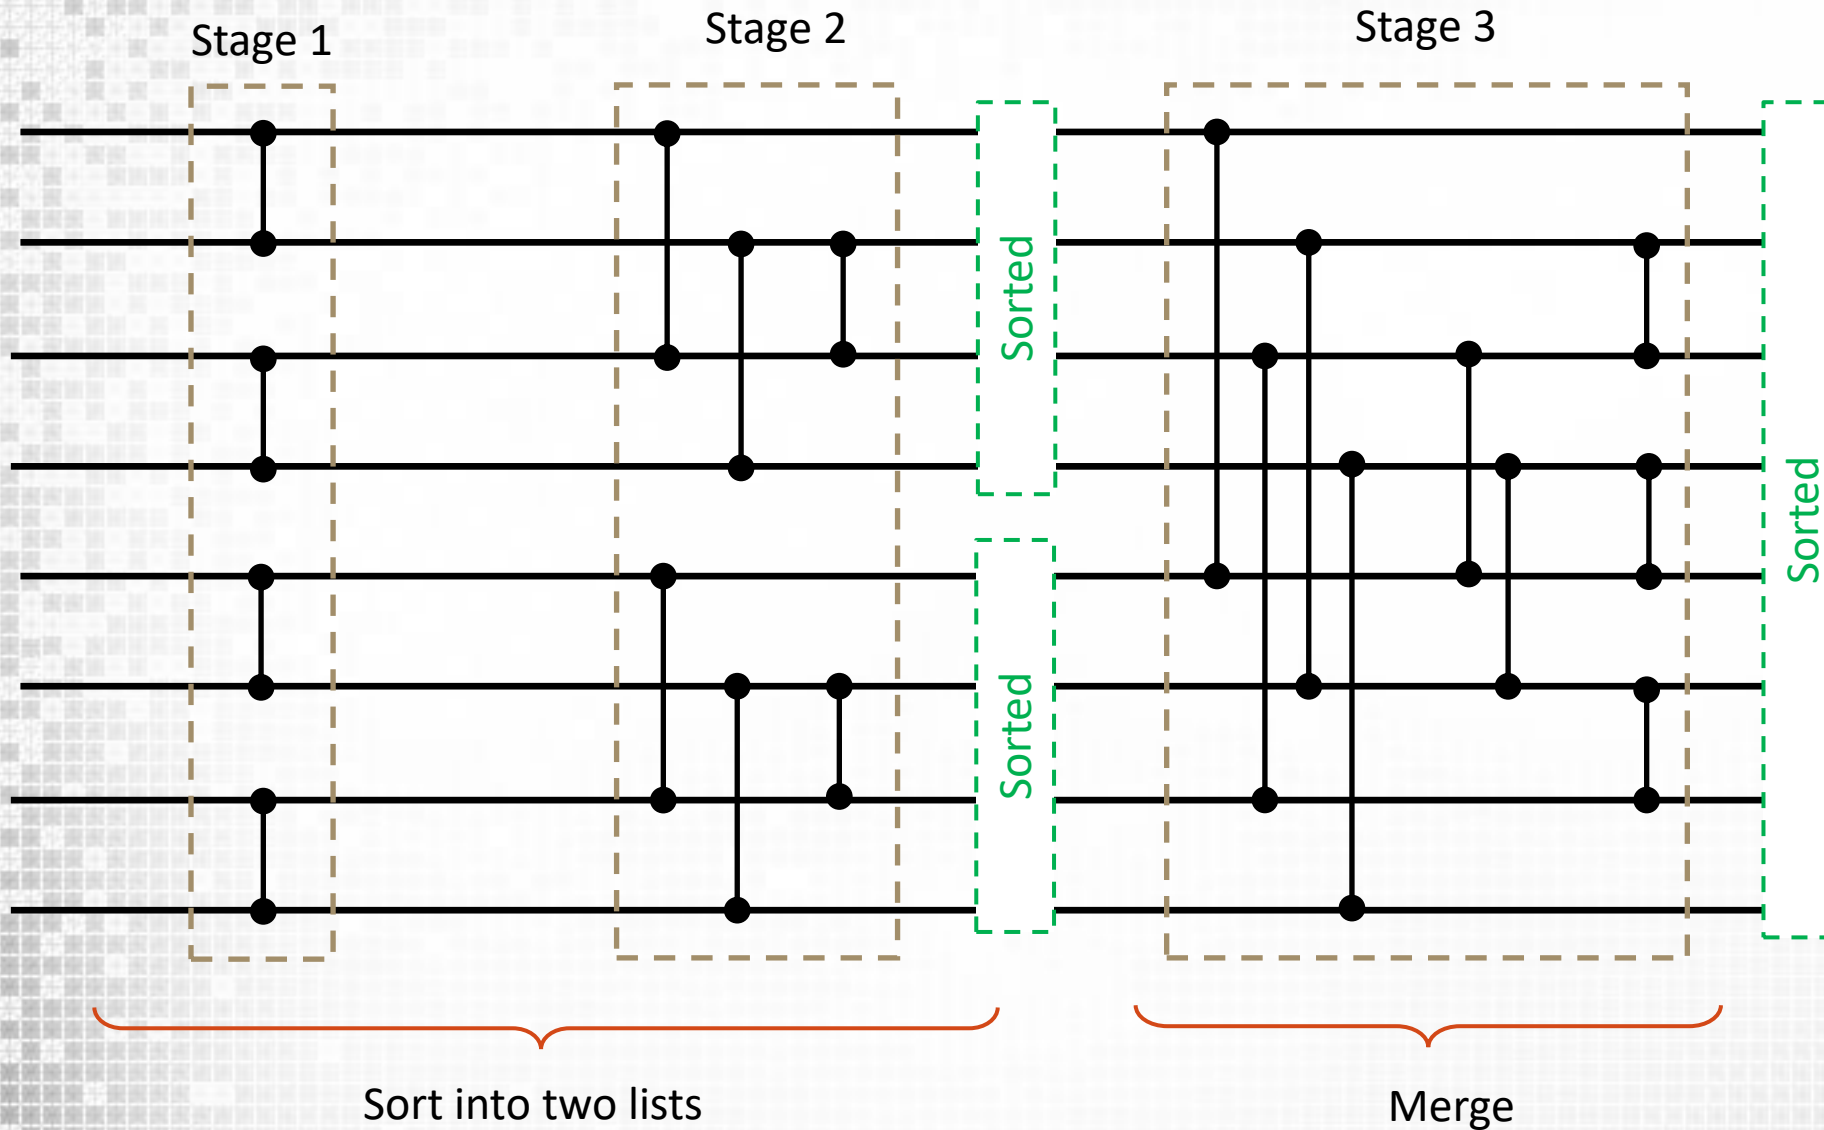 Stage 1
Stage 2
Stage 3
Sorted
Sorted
Sorted
Sort into two lists
Merge